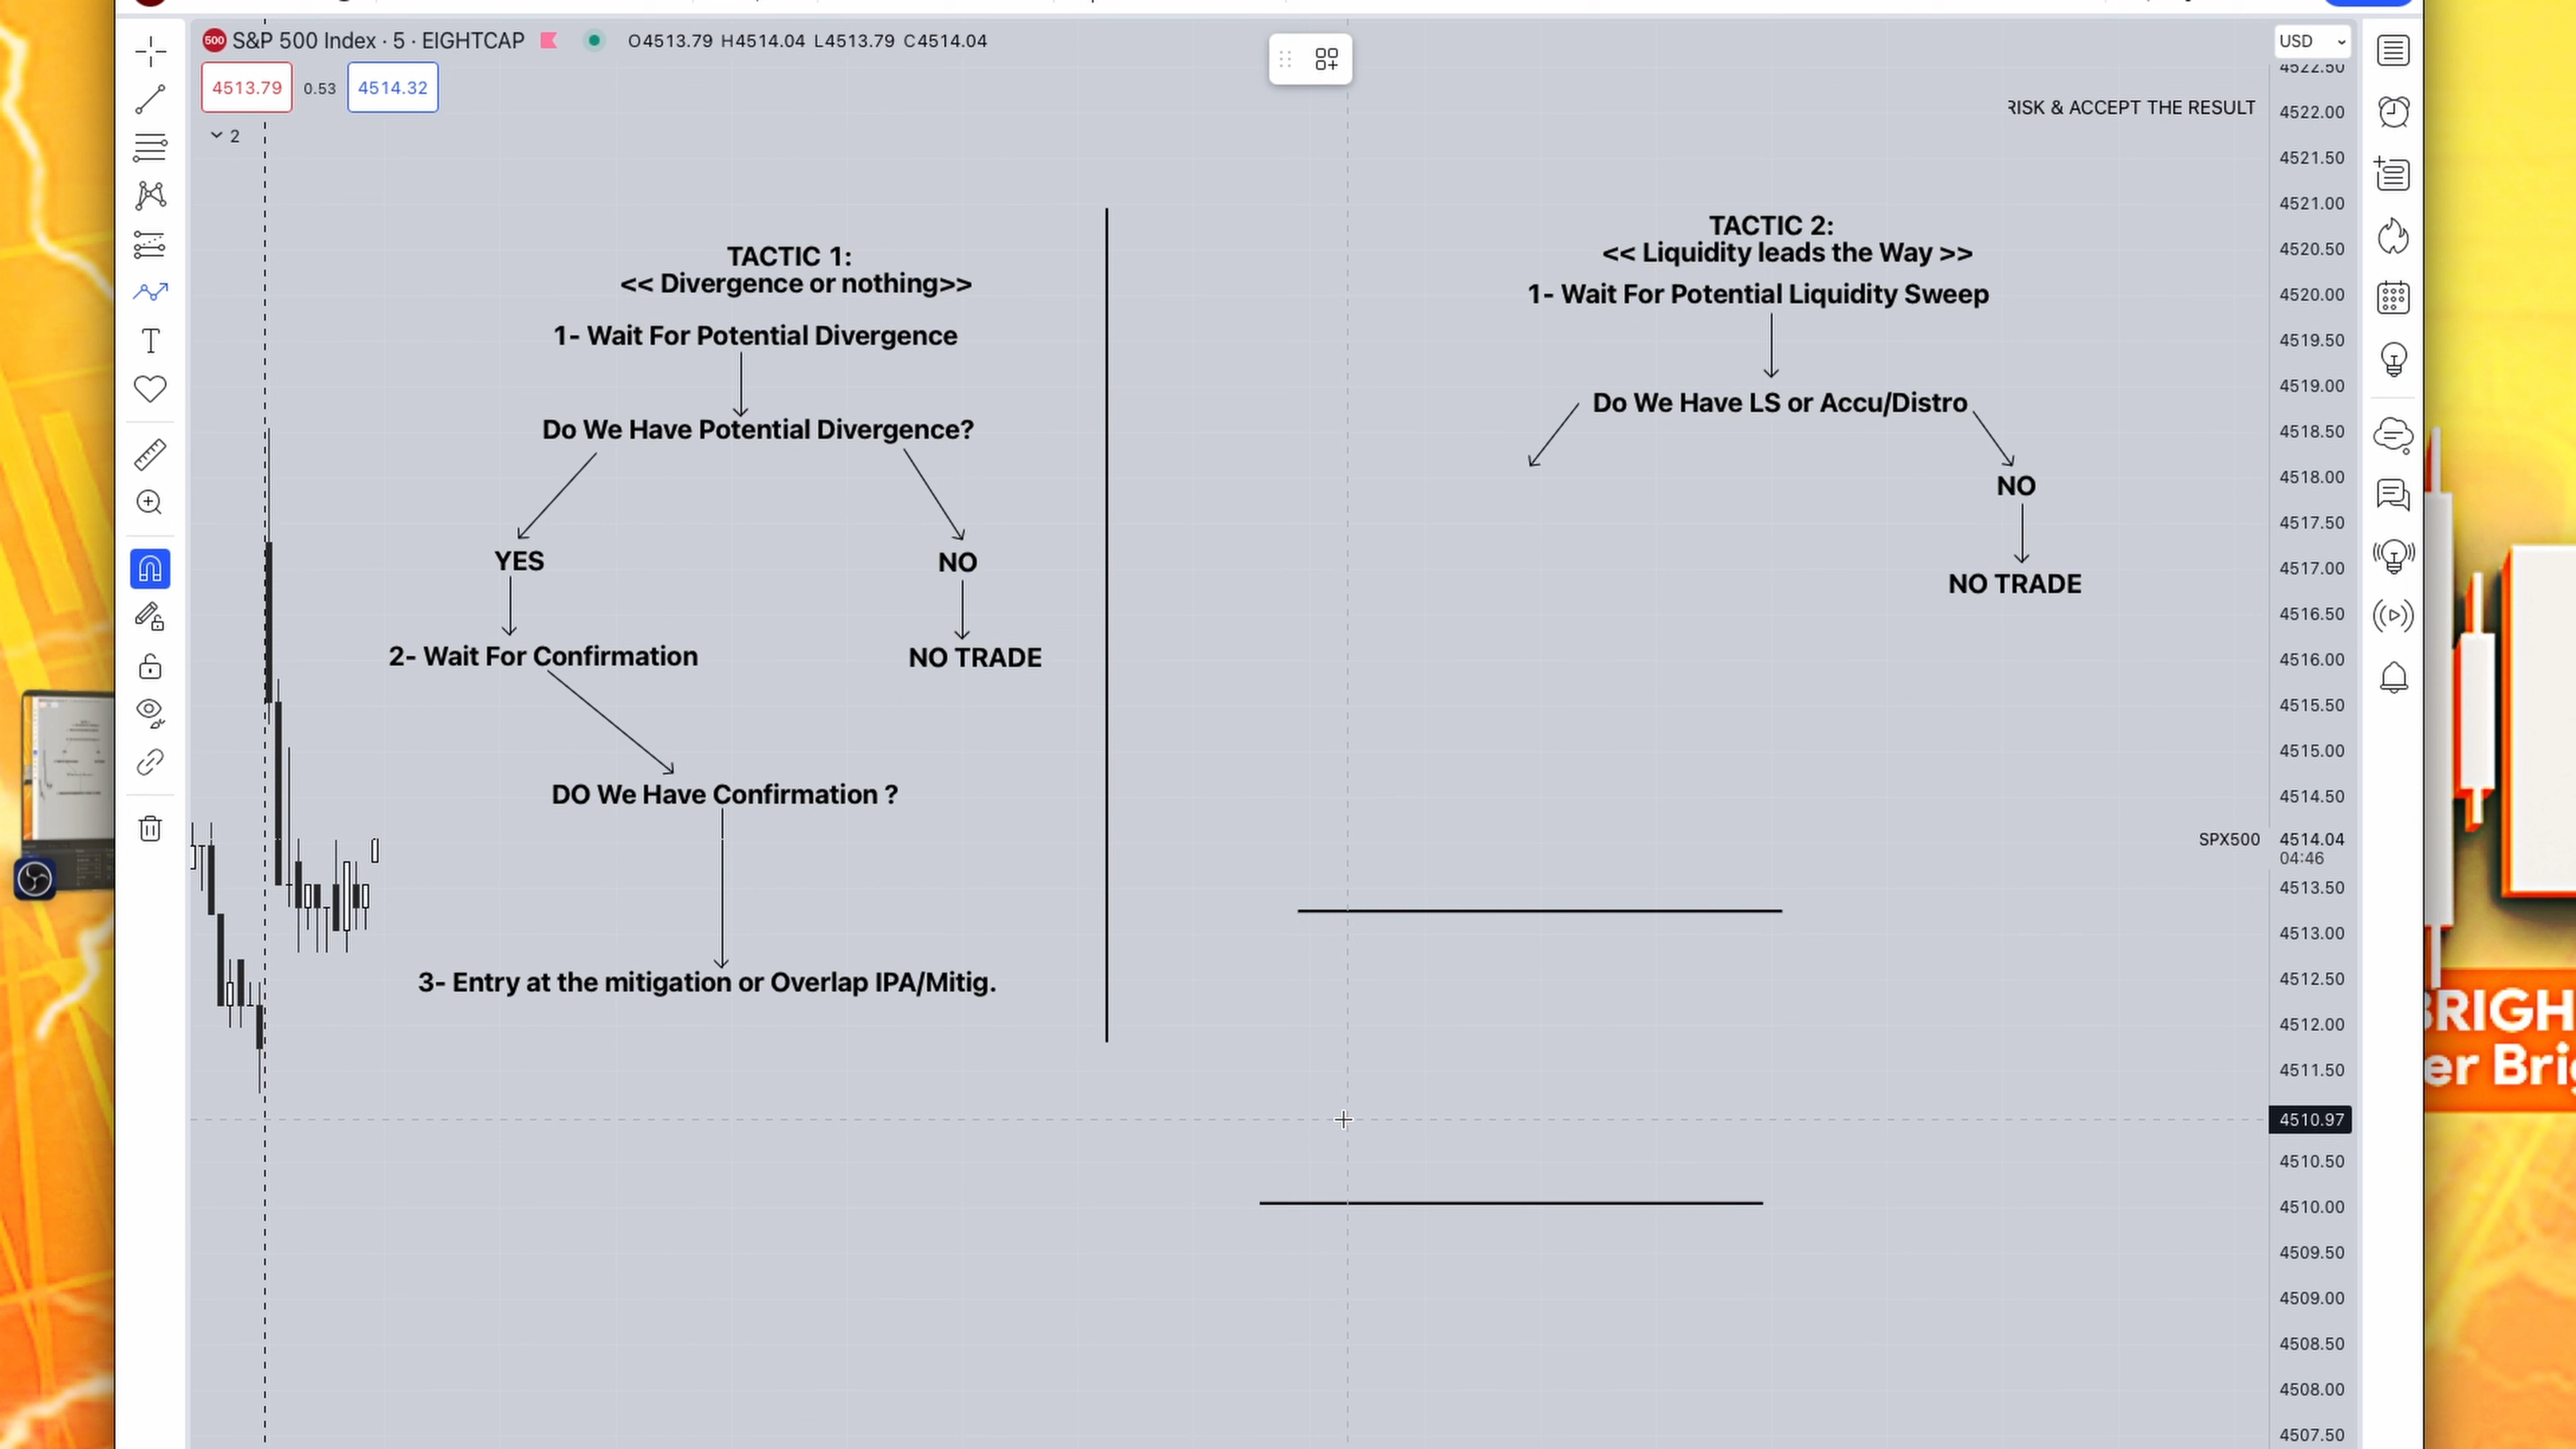 S&P 500 Index · 5 · EIGHTCAP
O4513.79 H4514.04 L4513.79 C4514.04
4513.79
0.53
4514.32
2
USD
RISK & ACCEPT THE RESULT
TACTIC 1:
<< Divergence or nothing>>
1- Wait For Potential Divergence
Do We Have Potential Divergence?
YES
NO
2- Wait For Confirmation
NO TRADE
DO We Have Confirmation ?
3- Entry at the mitigation or Overlap IPA/Mitig.
TACTIC 2:
<< Liquidity leads the Way >>
1- Wait For Potential Liquidity Sweep
Do We Have LS or Accu/Distro
NO
NO TRADE
4522.50
4522.00
4521.50
4521.00
4520.50
4520.00
4519.50
4519.00
4518.50
4518.00
4517.50
4517.00
4516.50
4516.00
4515.50
4515.00
4514.50
SPX500 4514.04
04:46
4513.50
4513.00
4512.50
4512.00
4511.50
4510.97
4510.50
4510.00
4509.50
4509.00
4508.50
4508.00
4507.50
500
BRIGH
er Brig